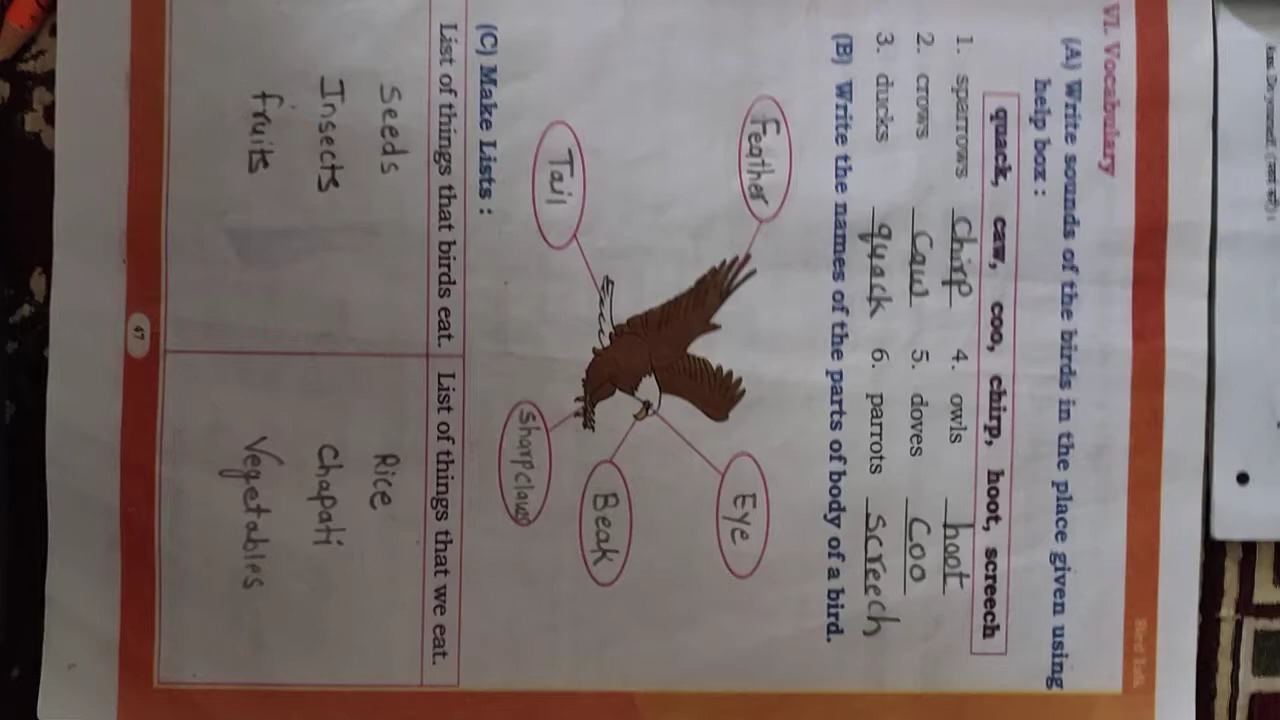 Bird Talk
VI. Vocabulary
(A) Write sounds of the birds in the place given using
help box :
quack, caw, coo, chirp, hoot, screech
1. sparrows chirp 4. owls hoot
2. crows Caw 5. doves Coo
3. ducks quack 6. parrots screech
(B) Write the names of the parts of body of a bird.
Feather
Eye
Tail
Beak
sharp claws
(C) Make Lists :
List of things that birds eat. List of things that we eat.
Seeds Rice
Insects Chapati
fruits Vegetables
47